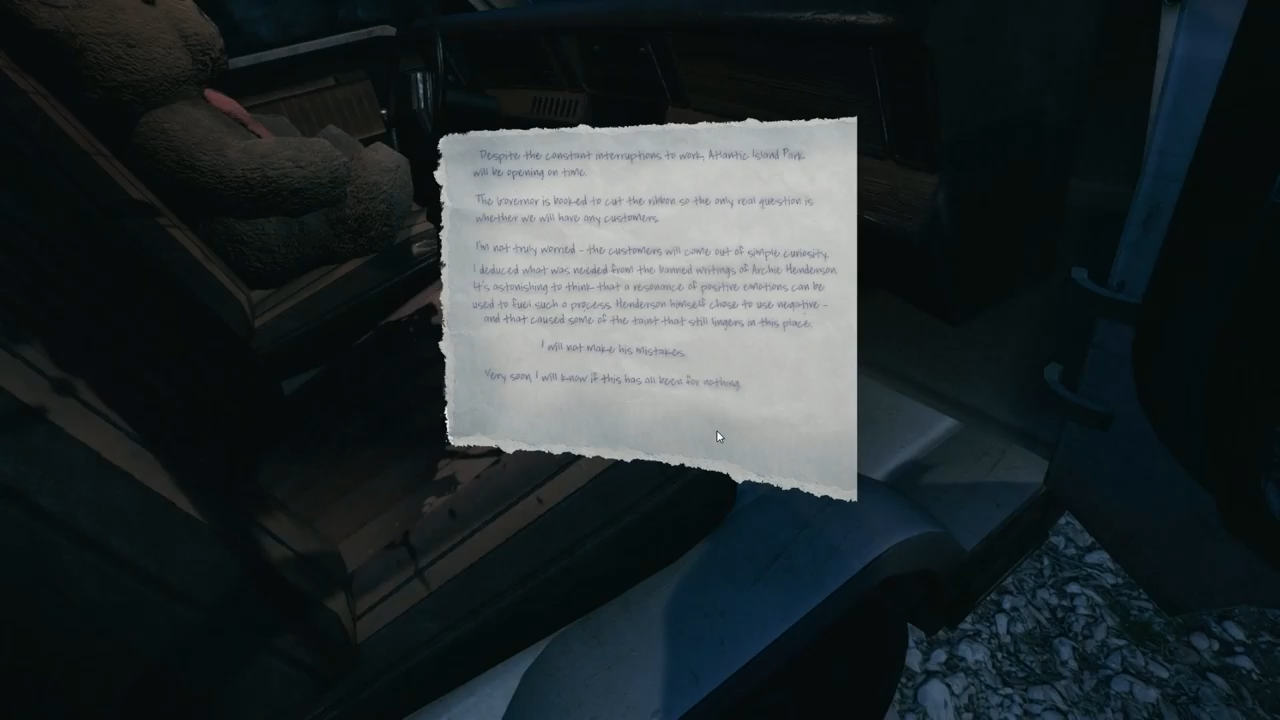 Despite the constant interruptions to work, Atlantic Island Park
will be opening on time.
The Governor is booked to cut the ribbon so the only real question is
whether we will have any customers.
I'm not truly worried - the customers will come out of simple curiosity.
I deduced what was needed from the banned writings of Archie Henderson
It's astonishing to think that a resonance of positive emotions can be
used to fuel such a process. Henderson himself chose to use negative -
and that caused some of the taint that still lingers in this place.
I will not make his mistakes.
Very soon, I will know if this has all been for nothing.